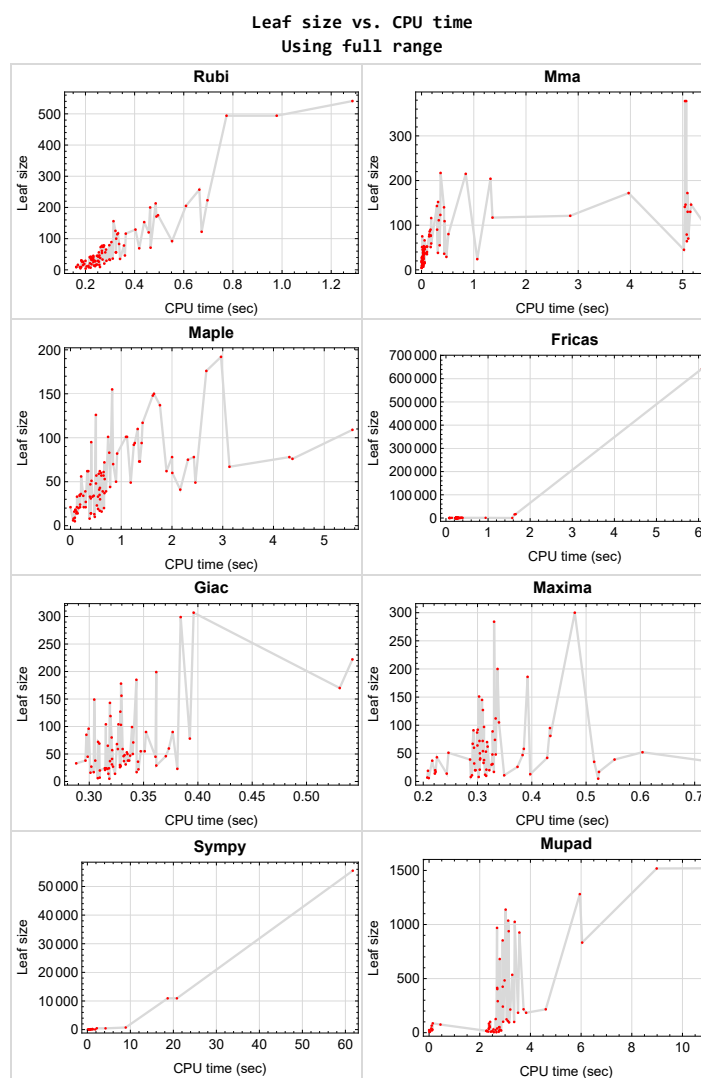 Leaf size vs. CPU time
Using full range
Rubi
Leaf size
500
400
300
200
100
0
0.2 0.4 0.6 0.8 1.0 1.2
CPU time (sec)
Mma
Leaf size
300
200
100
0
0 1 2 3 4 5
CPU time (sec)
Maple
Leaf size
200
150
100
50
0
0 1 2 3 4 5
CPU time (sec)
Fricas
Leaf size
700 000
600 000
500 000
400 000
300 000
200 000
100 000
0
0 1 2 3 4 5 6
CPU time (sec)
Giac
Leaf size
300
250
200
150
100
50
0
0.30 0.35 0.40 0.45 0.50
CPU time (sec)
Maxima
Leaf size
300
250
200
150
100
50
0
0.2 0.3 0.4 0.5 0.6 0.7
CPU time (sec)
Sympy
Leaf size
50 000
40 000
30 000
20 000
10 000
0
0 10 20 30 40 50 60
CPU time (sec)
Mupad
Leaf size
1500
1000
500
0
0 2 4 6 8 10
CPU time (sec)